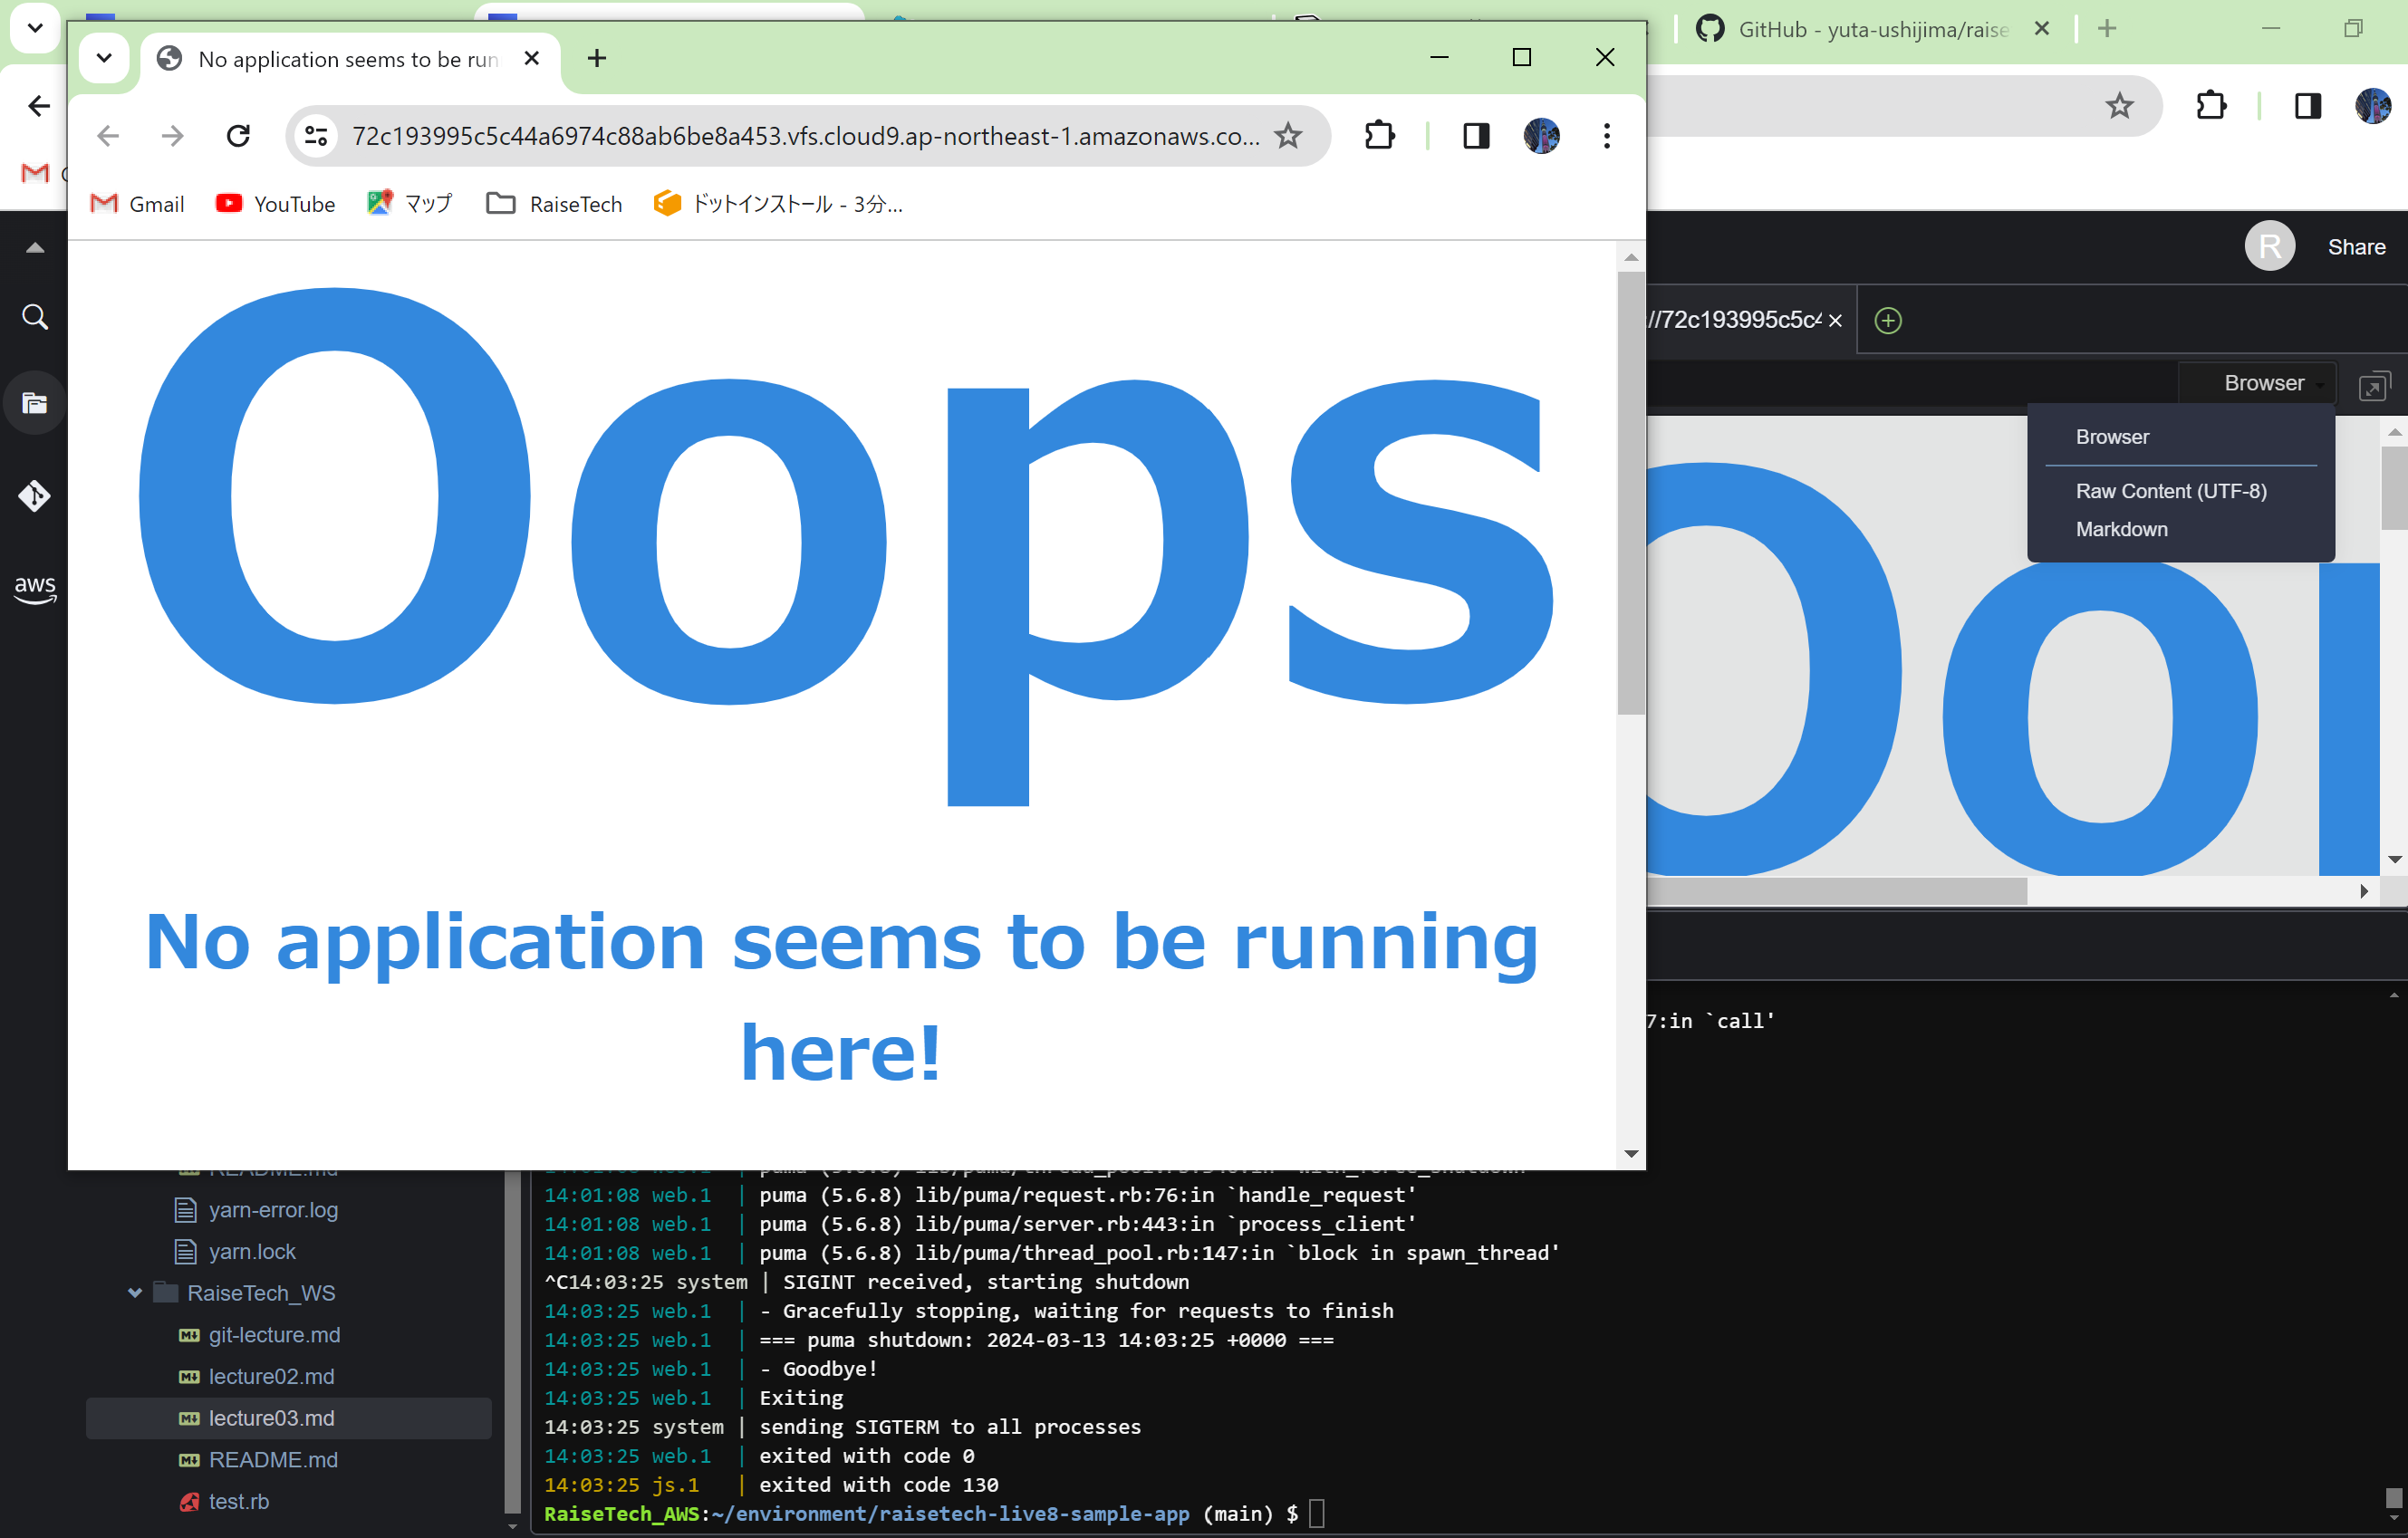 GitHub - yuta-ushijima/raise
No application seems to be run
72c193995c5c44a6974c88ab6be8a453.vfs.cloud9.ap-northeast-1.amazonaws.co...
Gmail
YouTube
マップ
RaiseTech
ドットインストール - 3分...
R
Share
//72c193995c5c4
Browser
Browser
Raw Content (UTF-8)
Markdown
aws
Oops
No application seems to be running
here!
7:in `call'
README.md
yarn-error.log
yarn.lock
RaiseTech_WS
git-lecture.md
lecture02.md
lecture03.md
README.md
test.rb
14:01:08 web.1 | puma (5.6.8) lib/puma/request.rb:76:in `handle_request'
14:01:08 web.1 | puma (5.6.8) lib/puma/server.rb:443:in `process_client'
14:01:08 web.1 | puma (5.6.8) lib/puma/thread_pool.rb:147:in `block in spawn_thread'
^C14:03:25 system | SIGINT received, starting shutdown
14:03:25 web.1 | - Gracefully stopping, waiting for requests to finish
14:03:25 web.1 | === puma shutdown: 2024-03-13 14:03:25 +0000 ===
14:03:25 web.1 | - Goodbye!
14:03:25 web.1 | Exiting
14:03:25 system | sending SIGTERM to all processes
14:03:25 web.1 | exited with code 0
14:03:25 js.1 | exited with code 130
RaiseTech_AWS:~/environment/raisetech-live8-sample-app (main) $